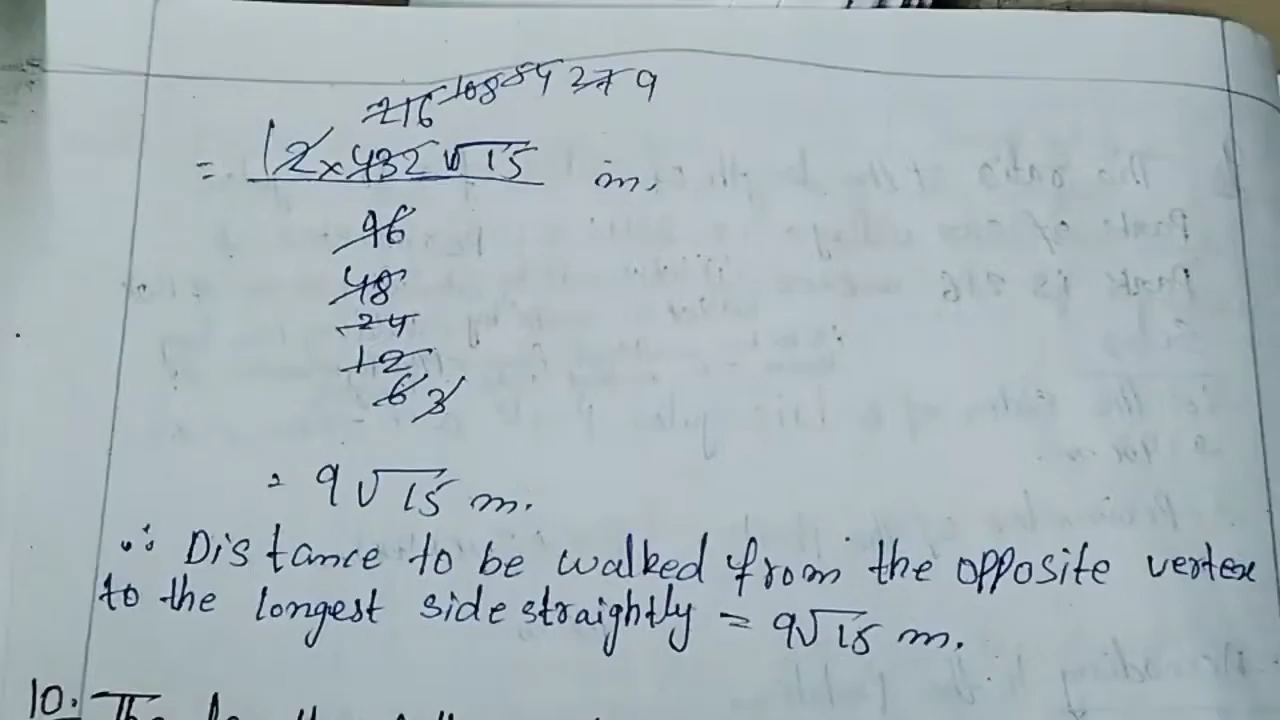 216 108 54 27 9
= 12×432√15 m.
96
48
24
12
6 3
= 9√15 m.
∴ Distance to be walked from the opposite vertex
to the longest side straightly = 9√15 m.
10. The